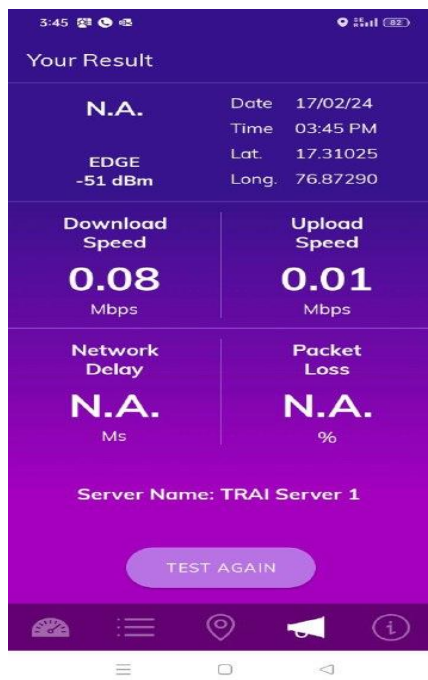 3:45
82
Your Result
N.A.
EDGE
-51 dBm
Date 17/02/24
Time 03:45 PM
Lat. 17.31025
Long. 76.87290
Download
Speed
0.08
Mbps
Upload
Speed
0.01
Mbps
Network
Delay
N.A.
Ms
Packet
Loss
N.A.
%
Server Name: TRAI Server 1
TEST AGAIN